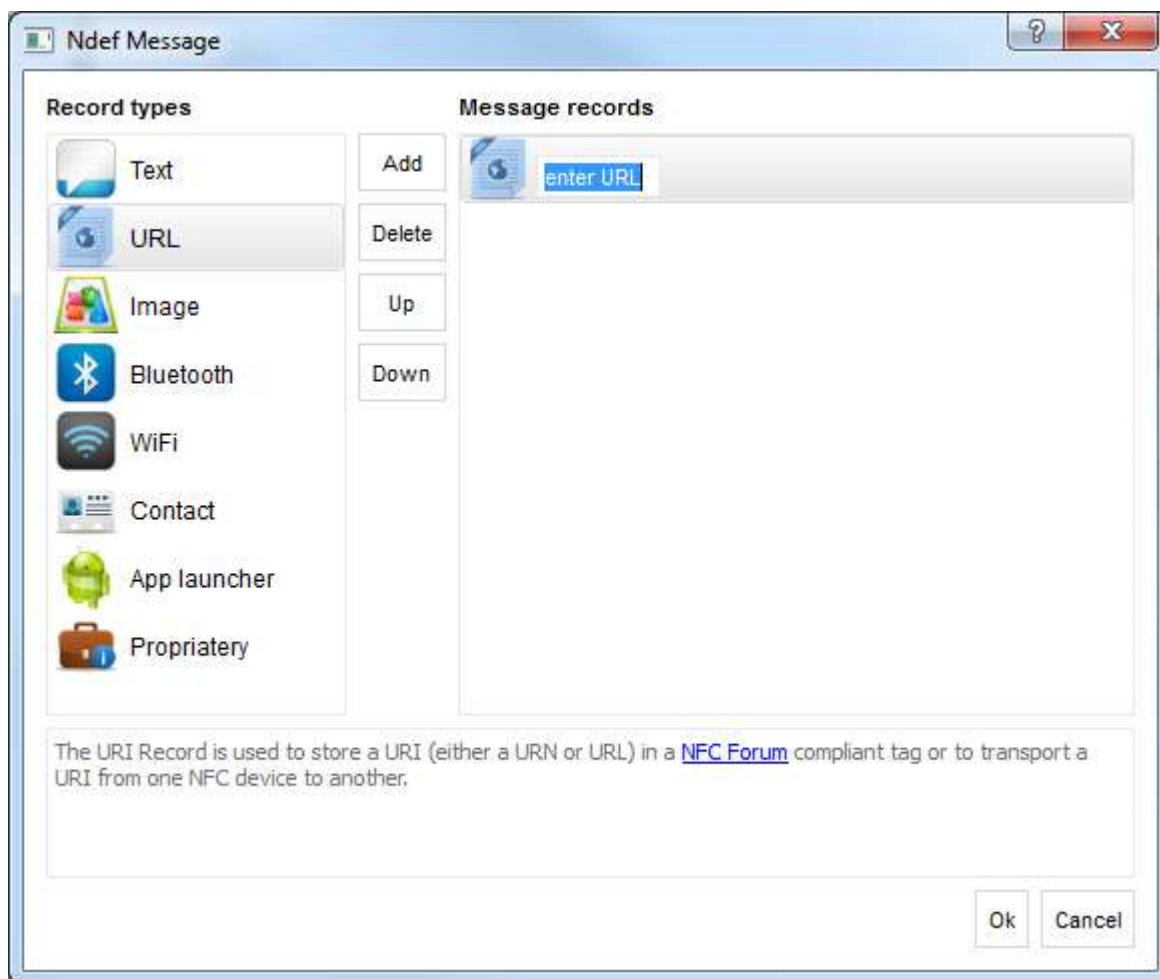 Ndef Message
?
Record types
Message records
Text
URL
Image
Bluetooth
WiFi
Contact
App launcher
Propriatery
Add
Delete
Up
Down
enter URL
The URI Record is used to store a URI (either a URN or URL) in a NFC Forum compliant tag or to transport a
URI from one NFC device to another.
Ok
Cancel